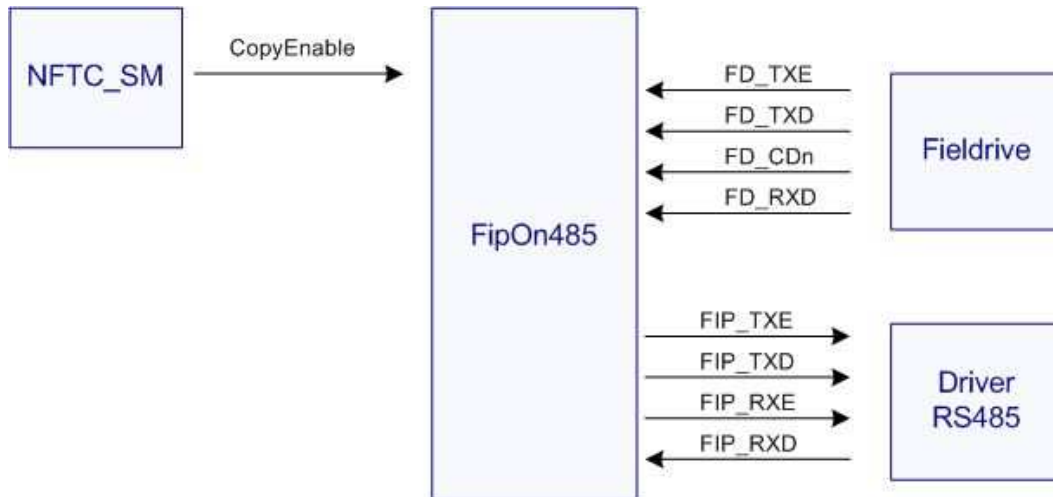 NFTC_SM
CopyEnable
FipOn485
FD_TXE
FD_TXD
FD_CDn
FD_RXD
Fieldrive
FIP_TXE
FIP_TXD
FIP_RXE
FIP_RXD
Driver
RS485